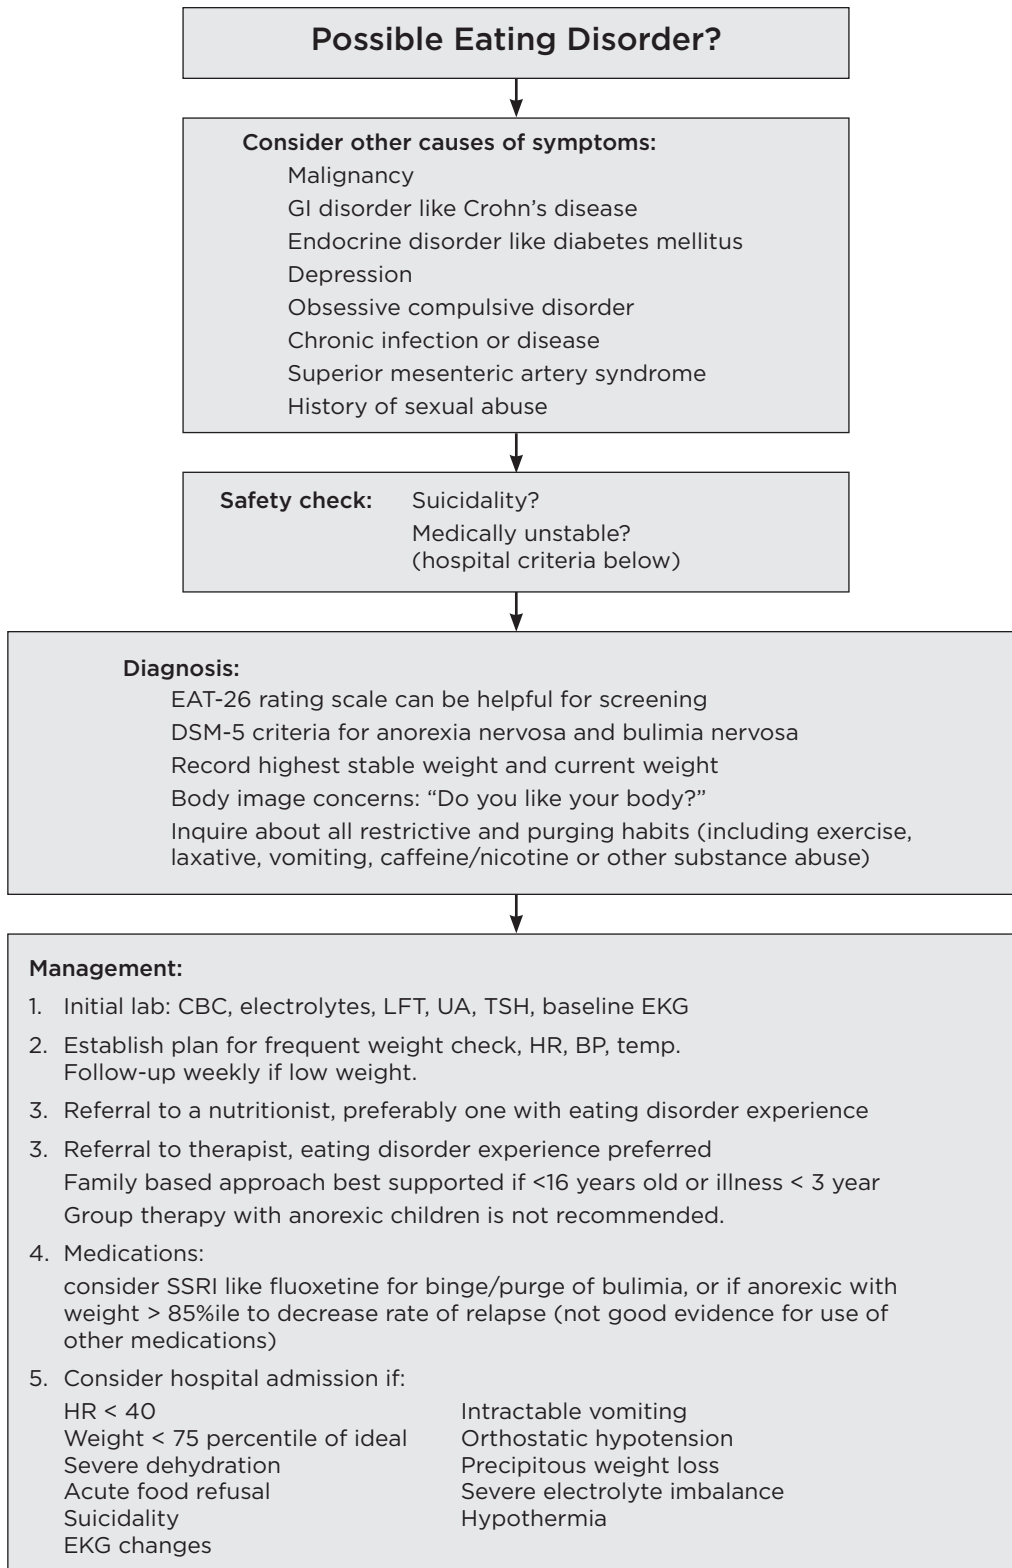 Possible Eating Disorder?
Consider other causes of symptoms:
Malignancy
GI disorder like Crohn’s disease
Endocrine disorder like diabetes mellitus
Depression
Obsessive compulsive disorder
Chronic infection or disease
Superior mesenteric artery syndrome
History of sexual abuse
Safety check: Suicidality?
Medically unstable?
(hospital criteria below)
Diagnosis:
EAT-26 rating scale can be helpful for screening
DSM-5 criteria for anorexia nervosa and bulimia nervosa
Record highest stable weight and current weight
Body image concerns: “Do you like your body?”
Inquire about all restrictive and purging habits (including exercise,
laxative, vomiting, caffeine/nicotine or other substance abuse)
Management:
1. Initial lab: CBC, electrolytes, LFT, UA, TSH, baseline EKG
2. Establish plan for frequent weight check, HR, BP, temp.
Follow-up weekly if low weight.
3. Referral to a nutritionist, preferably one with eating disorder experience
3. Referral to therapist, eating disorder experience preferred
Family based approach best supported if <16 years old or illness < 3 year
Group therapy with anorexic children is not recommended.
4. Medications:
consider SSRI like fluoxetine for binge/purge of bulimia, or if anorexic with
weight > 85%ile to decrease rate of relapse (not good evidence for use of
other medications)
5. Consider hospital admission if:
HR < 40
Weight < 75 percentile of ideal
Severe dehydration
Acute food refusal
Suicidality
EKG changes
Intractable vomiting
Orthostatic hypotension
Precipitous weight loss
Severe electrolyte imbalance
Hypothermia